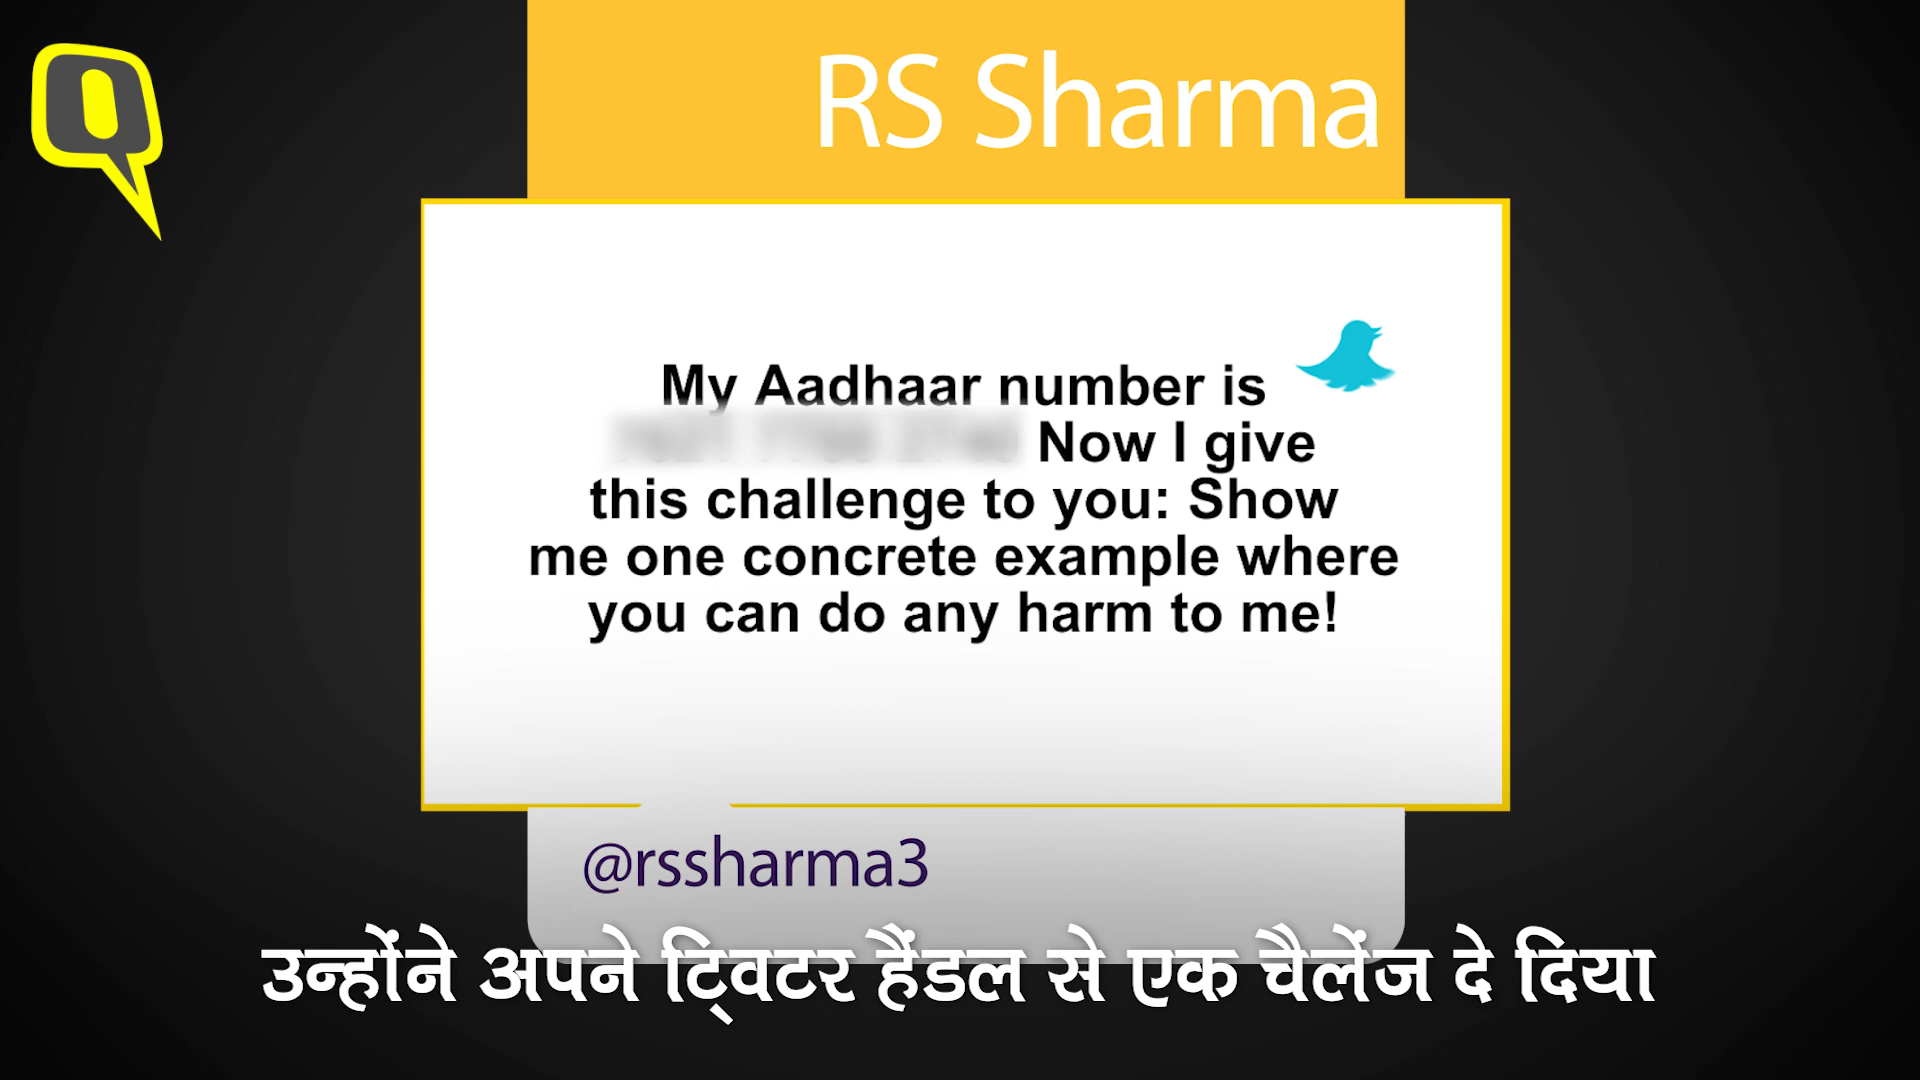 RS Sharma
My Aadhaar number is
Now I give
this challenge to you: Show
me one concrete example where
you can do any harm to me!
@rssharma3
उन्होंने अपने ट्विटर हैंडल से एक चैलेंज दे दिया